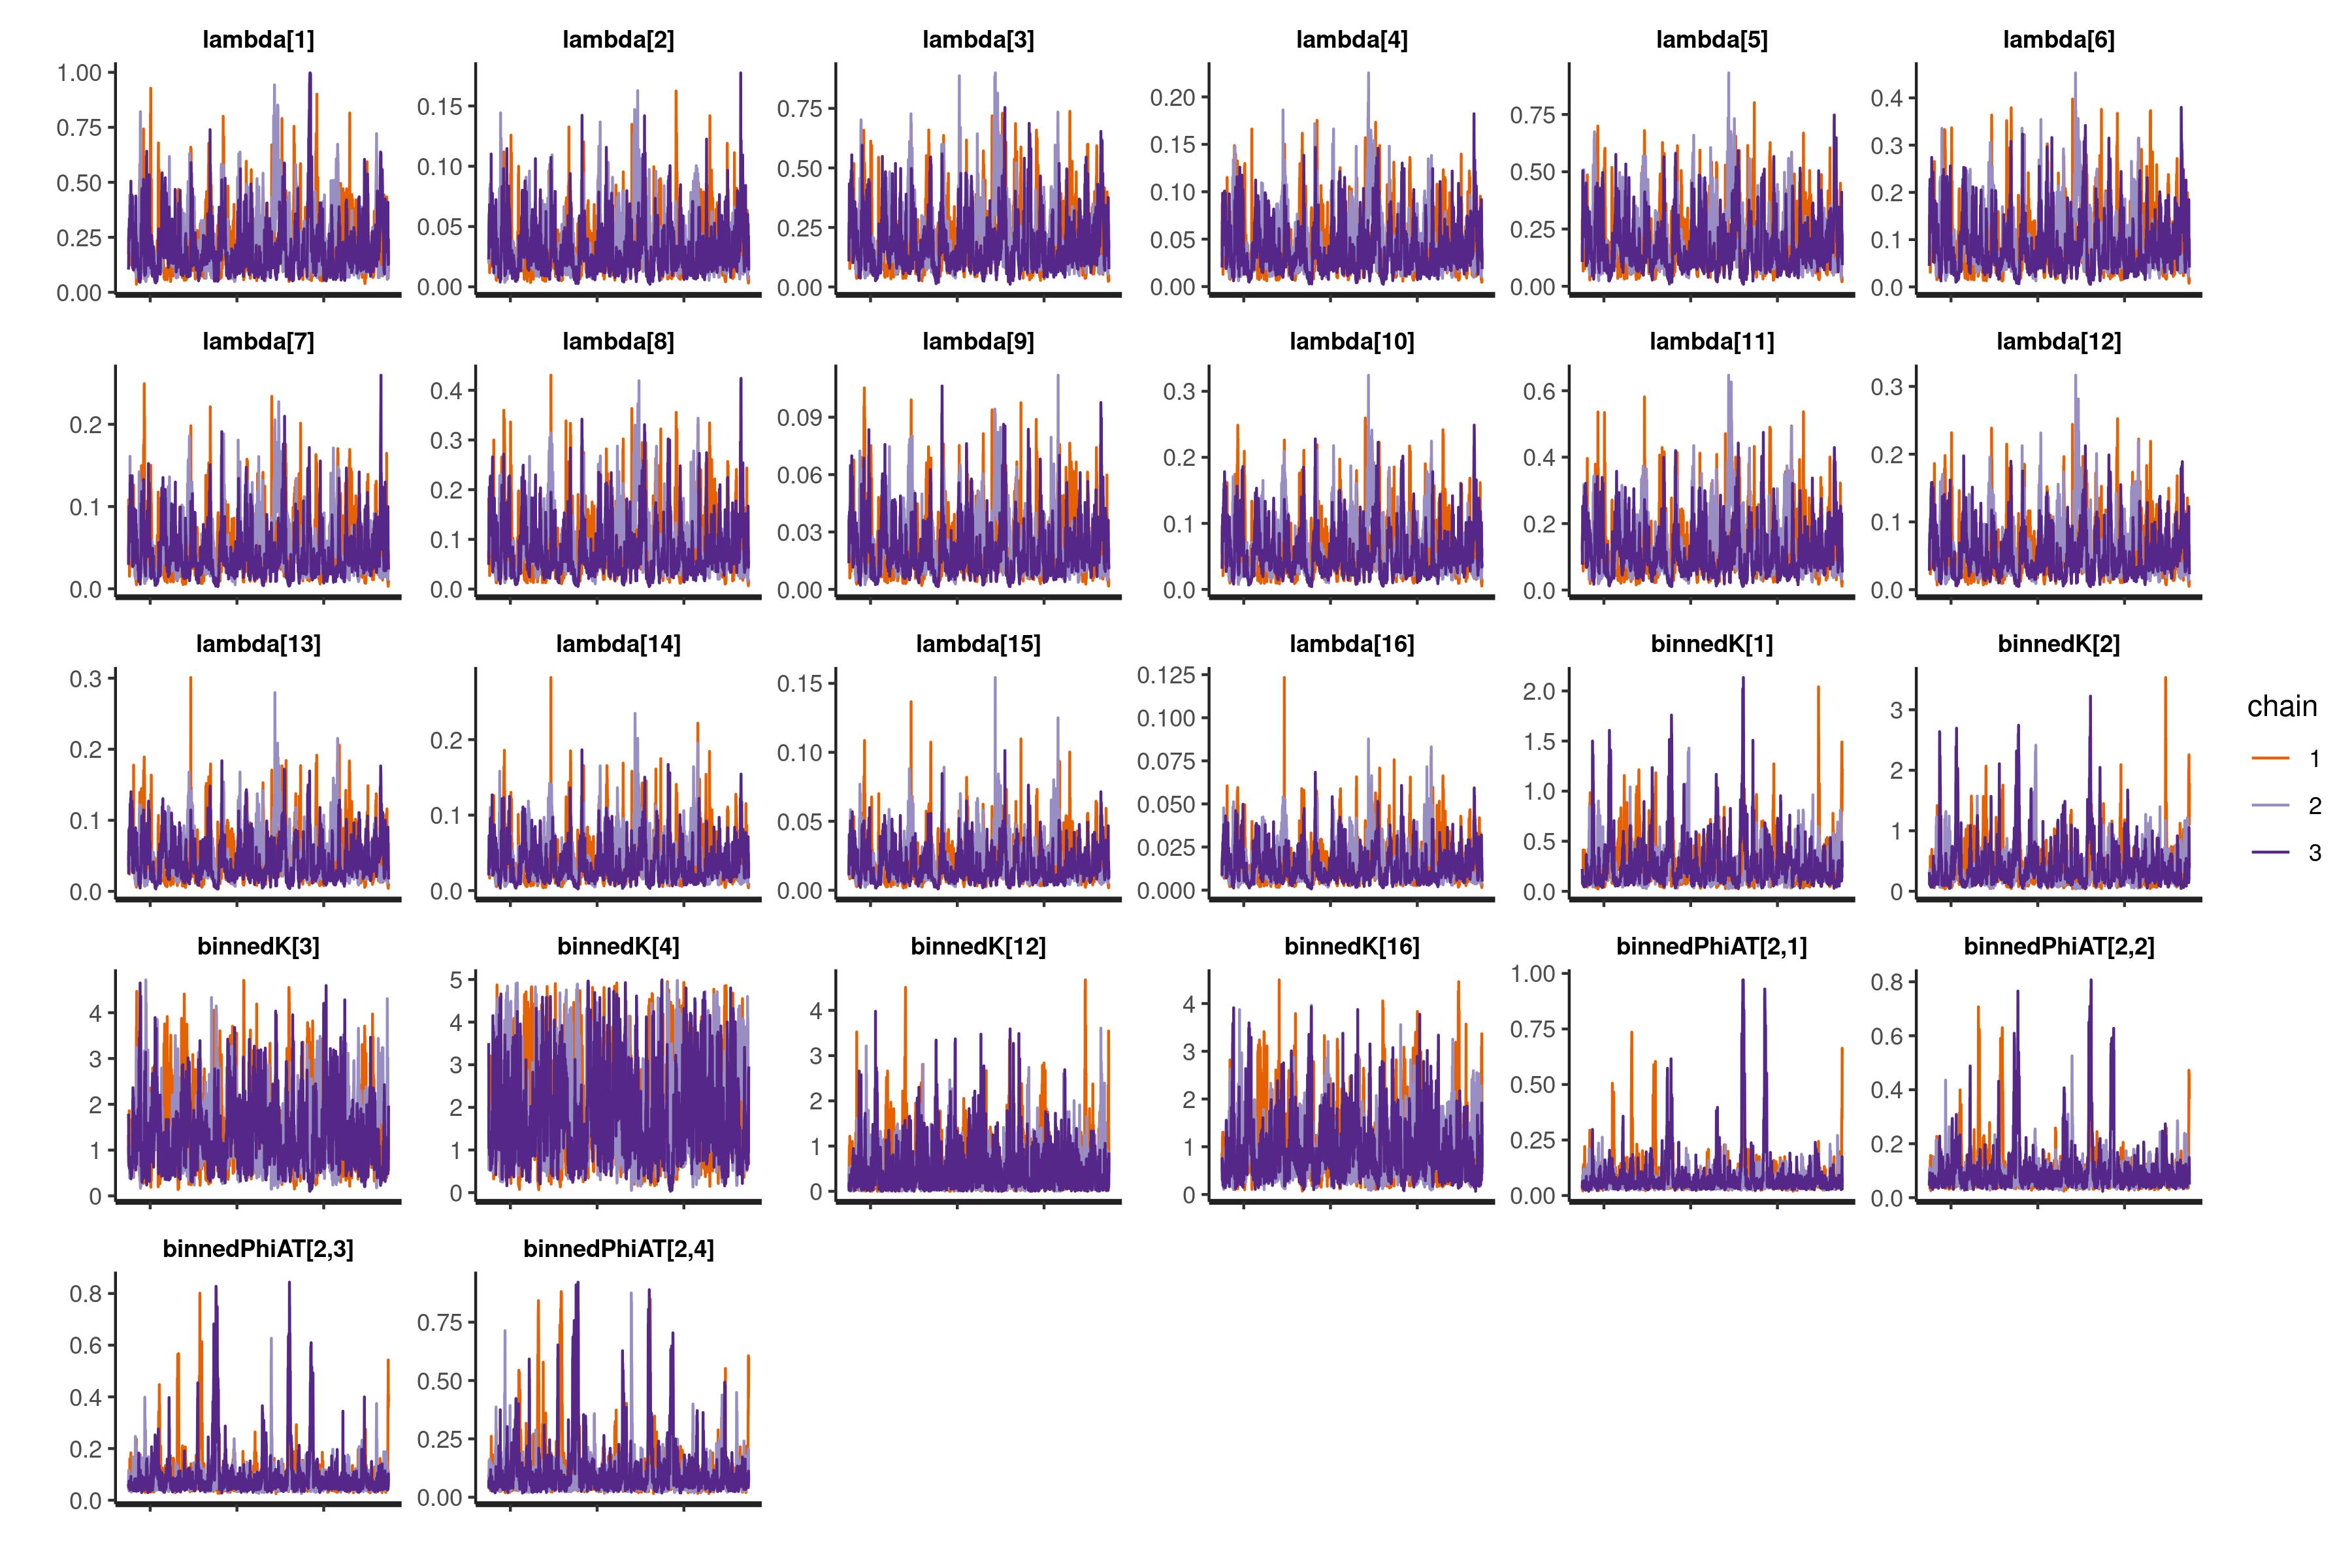 lambda[1] lambda[2] lambda[3] lambda[4] lambda[5] lambda[6]
1.00 0.75 0.50 0.25 0.00
0.15 0.10 0.05 0.00
0.75 0.50 0.25 0.00
0.20 0.15 0.10 0.05 0.00
0.75 0.50 0.25 0.00
0.4 0.3 0.2 0.1 0.0
lambda[7] lambda[8] lambda[9] lambda[10] lambda[11] lambda[12]
0.2 0.1 0.0
0.4 0.3 0.2 0.1 0.0
0.09 0.06 0.03 0.00
0.3 0.2 0.1 0.0
0.6 0.4 0.2 0.0
0.3 0.2 0.1 0.0
lambda[13] lambda[14] lambda[15] lambda[16] binnedK[1] binnedK[2]
0.3 0.2 0.1 0.0
0.2 0.1 0.0
0.15 0.10 0.05 0.00
0.125 0.100 0.075 0.050 0.025 0.000
2.0 1.5 1.0 0.5 0.0
3 2 1 0
chain
1
2
3
binnedK[3] binnedK[4] binnedK[12] binnedK[16] binnedPhiAT[2,1] binnedPhiAT[2,2]
4 3 2 1 0
5 4 3 2 1 0
4 3 2 1 0
4 3 2 1 0
1.00 0.75 0.50 0.25 0.00
0.8 0.6 0.4 0.2 0.0
binnedPhiAT[2,3] binnedPhiAT[2,4]
0.8 0.6 0.4 0.2 0.0
0.75 0.50 0.25 0.00